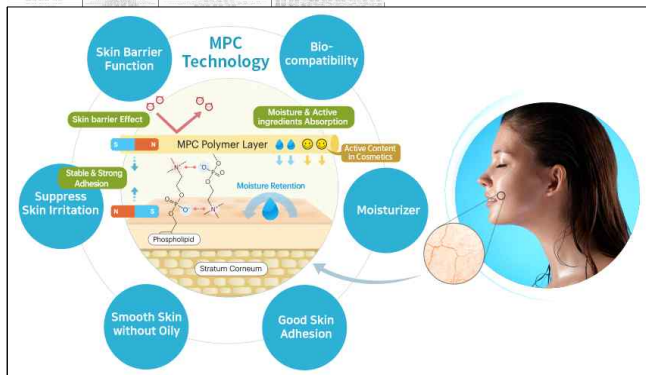 MPC
Technology
Skin Barrier
Function
Bio-
compatibility
Skin barrier Effect
Moisture & Active
ingredients Absorption
S N
MPC Polymer Layer
Active Content
in Cosmetics
Stable & Strong
Adhesion
Suppress
Skin Irritation
Moisture Retention
Moisturizer
N S
Phospholipid
Stratum Corneum
Smooth Skin
without Oily
Good Skin
Adhesion